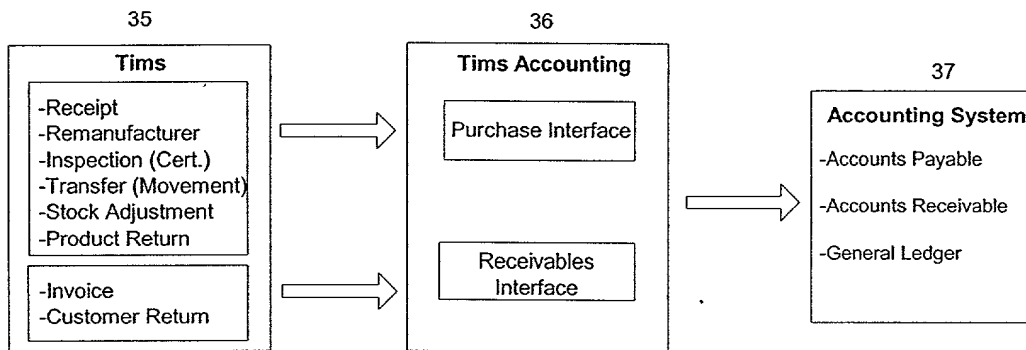 35
Tims
-Receipt
-Remanufacturer
-Inspection (Cert.)
-Transfer (Movement)
-Stock Adjustment
-Product Return
-Invoice
-Customer Return
36
Tims Accounting
Purchase Interface
Receivables
Interface
37
Accounting System
-Accounts Payable
-Accounts Receivable
-General Ledger